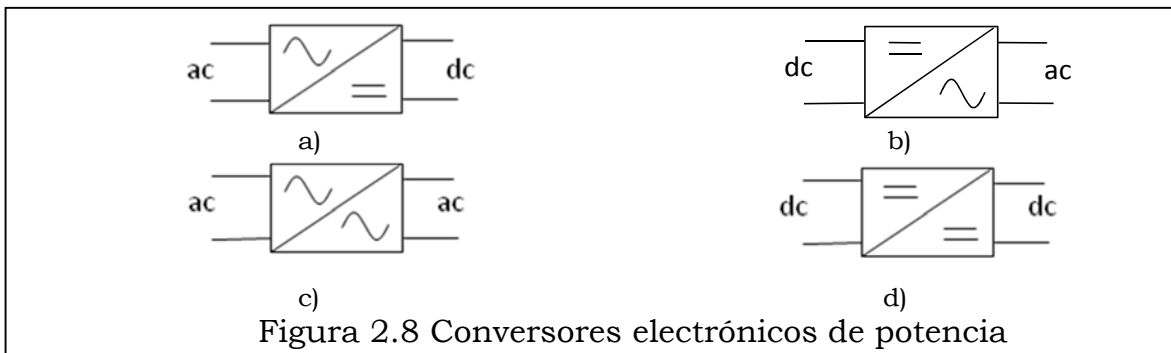 ac dc
a)
dc ac
b)
ac ac
c)
dc dc
d)
Figura 2.8 Conversores electrónicos de potencia